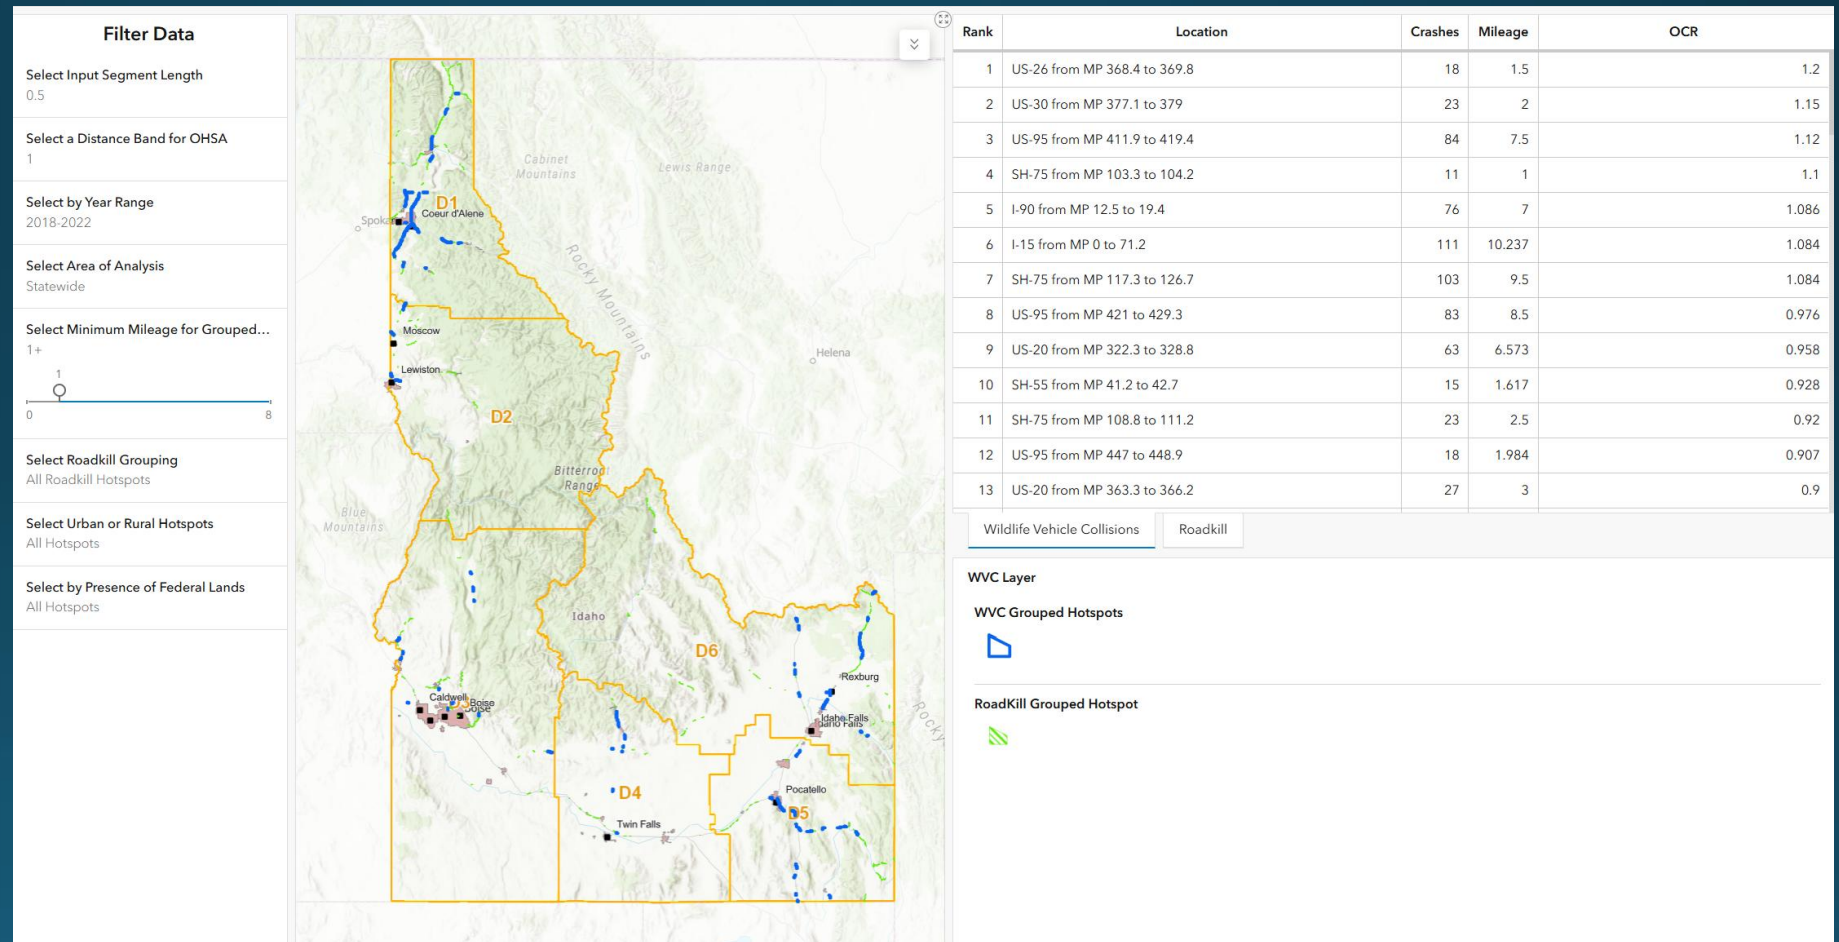 Filter Data
Select Input Segment Length
0.5
Select a Distance Band for OHSA
1
Select by Year Range
2018-2022
Select Area of Analysis
Statewide
Select Minimum Mileage for Grouped...
1+
1
0 8
Select Roadkill Grouping
All Roadkill Hotspots
Select Urban or Rural Hotspots
All Hotspots
Select by Presence of Federal Lands
All Hotspots
Cabinet
Mountains
Lewis Range
D1
Coeur d'Alene
Rocky Mountains
Moscow
Helena
Lewiston
D2
Bitterroot
Range
Blue
Mountains
Idaho
D6
Rexburg
Caldwell
Boise
Boise
Idaho Falls
Idaho Falls
Rocky
Pocatello
D4
D5
Twin Falls
Rank Location Crashes Mileage OCR
1 US-26 from MP 368.4 to 369.8 18 1.5 1.2
2 US-30 from MP 377.1 to 379 23 2 1.15
3 US-95 from MP 411.9 to 419.4 84 7.5 1.12
4 SH-75 from MP 103.3 to 104.2 11 1 1.1
5 I-90 from MP 12.5 to 19.4 76 7 1.086
6 I-15 from MP 0 to 71.2 111 10.237 1.084
7 SH-75 from MP 117.3 to 126.7 103 9.5 1.084
8 US-95 from MP 421 to 429.3 83 8.5 0.976
9 US-20 from MP 322.3 to 328.8 63 6.573 0.958
10 SH-55 from MP 41.2 to 42.7 15 1.617 0.928
11 SH-75 from MP 108.8 to 111.2 23 2.5 0.92
12 US-95 from MP 447 to 448.9 18 1.984 0.907
13 US-20 from MP 363.3 to 366.2 27 3 0.9
Wildlife Vehicle Collisions Roadkill
WVC Layer
WVC Grouped Hotspots
RoadKill Grouped Hotspot